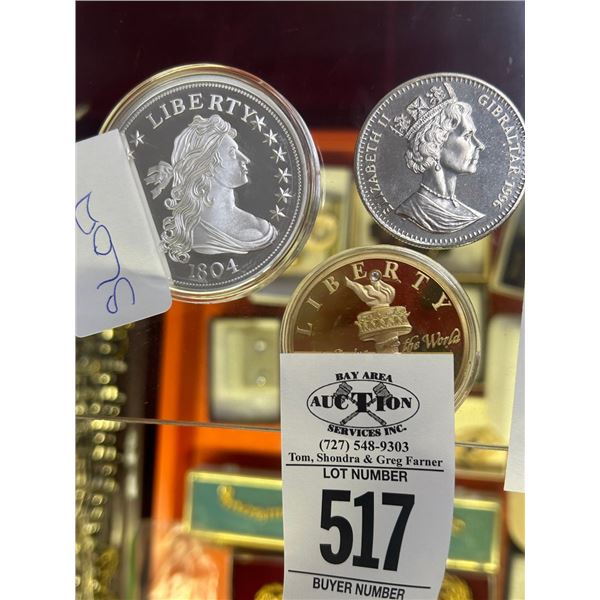 LIBERTY
1804
ELIZABETH II
GIBRALTAR 1996
LIBERTY
the World
BAY AREA
AUCTION
SERVICES INC.
(727) 548-9303
Tom, Shondra & Greg Farner
LOT NUMBER
517
BUYER NUMBER